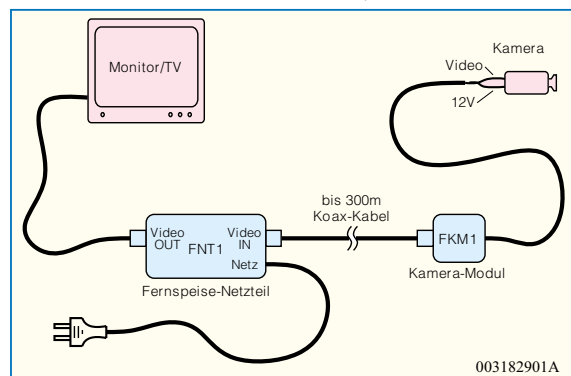 Monitor/TV
Kamera
Video
12V
bis 300m
Koax-Kabel
Video
OUT
FNT1
Video
IN
Netz
FKM1
Kamera-Modul
Fernspeise-Netzteil
003182901A